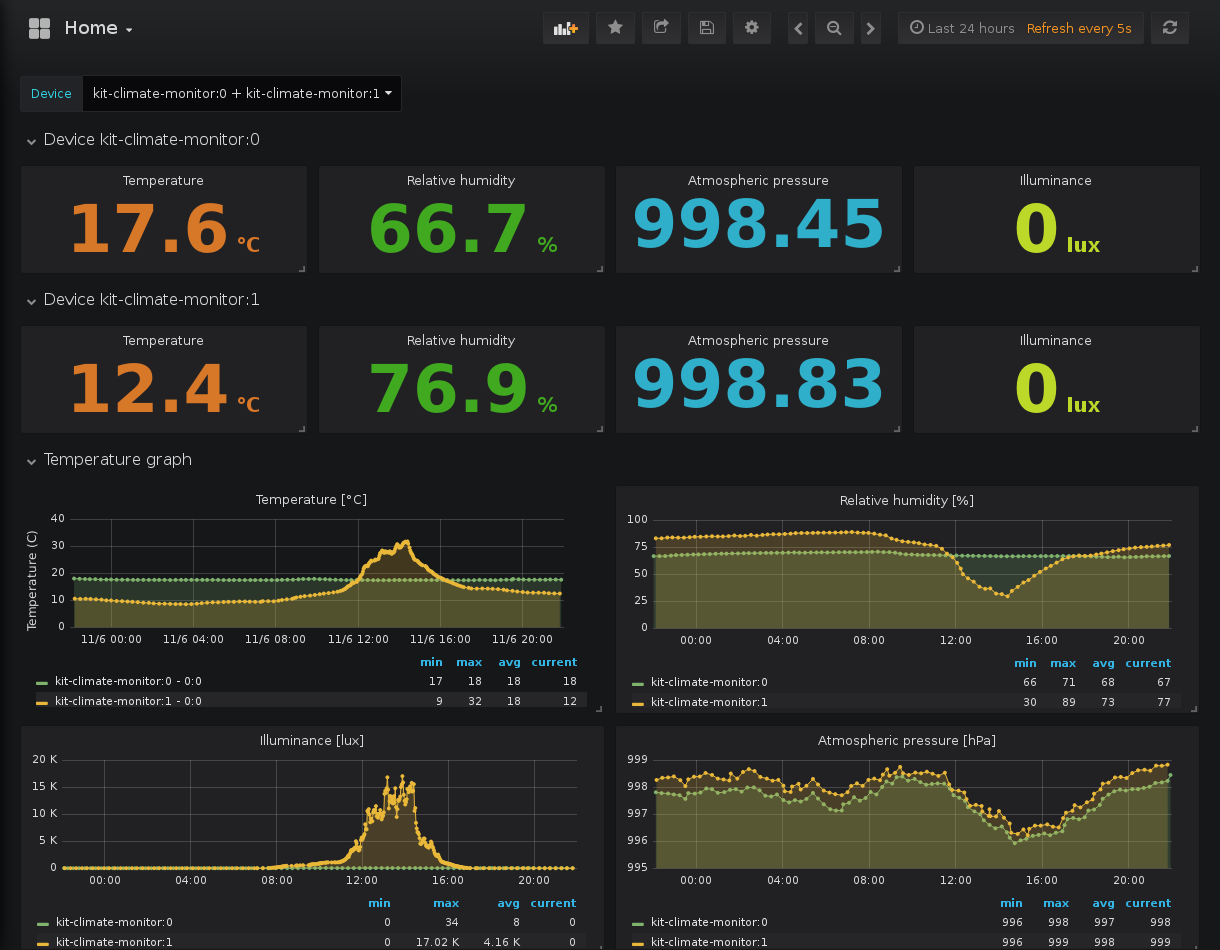 Home
Last 24 hours Refresh every 5s
Device kit-climate-monitor:0 + kit-climate-monitor:1
Device kit-climate-monitor:0
Temperature Relative humidity Atmospheric pressure Illuminance
17.6 °C 66.7 % 998.45 0 lux
Device kit-climate-monitor:1
Temperature Relative humidity Atmospheric pressure Illuminance
12.4 °C 76.9 % 998.83 0 lux
Temperature graph
Temperature [°C]
Temperature (C)
40
30
20
10
0
11/6 00:00 11/6 04:00 11/6 08:00 11/6 12:00 11/6 16:00 11/6 20:00
min max avg current
kit-climate-monitor:0 - 0:0 17 18 18 18
kit-climate-monitor:1 - 0:0 9 32 18 12
Relative humidity [%]
100
75
50
25
0
00:00 04:00 08:00 12:00 16:00 20:00
min max avg current
kit-climate-monitor:0 66 71 68 67
kit-climate-monitor:1 30 89 73 77
Illuminance [lux]
20 K
15 K
10 K
5 K
0
00:00 04:00 08:00 12:00 16:00 20:00
min max avg current
kit-climate-monitor:0 0 34 8 0
kit-climate-monitor:1 0 17.02 K 4.16 K 0
Atmospheric pressure [hPa]
999
998
997
996
995
00:00 04:00 08:00 12:00 16:00 20:00
min max avg current
kit-climate-monitor:0 996 998 997 998
kit-climate-monitor:1 996 999 998 999